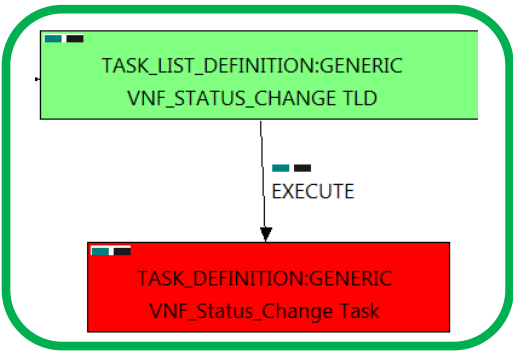 TASK_LIST_DEFINITION:GENERIC
VNF_STATUS_CHANGE TLD
EXECUTE
TASK_DEFINITION:GENERIC
VNF_Status_Change Task